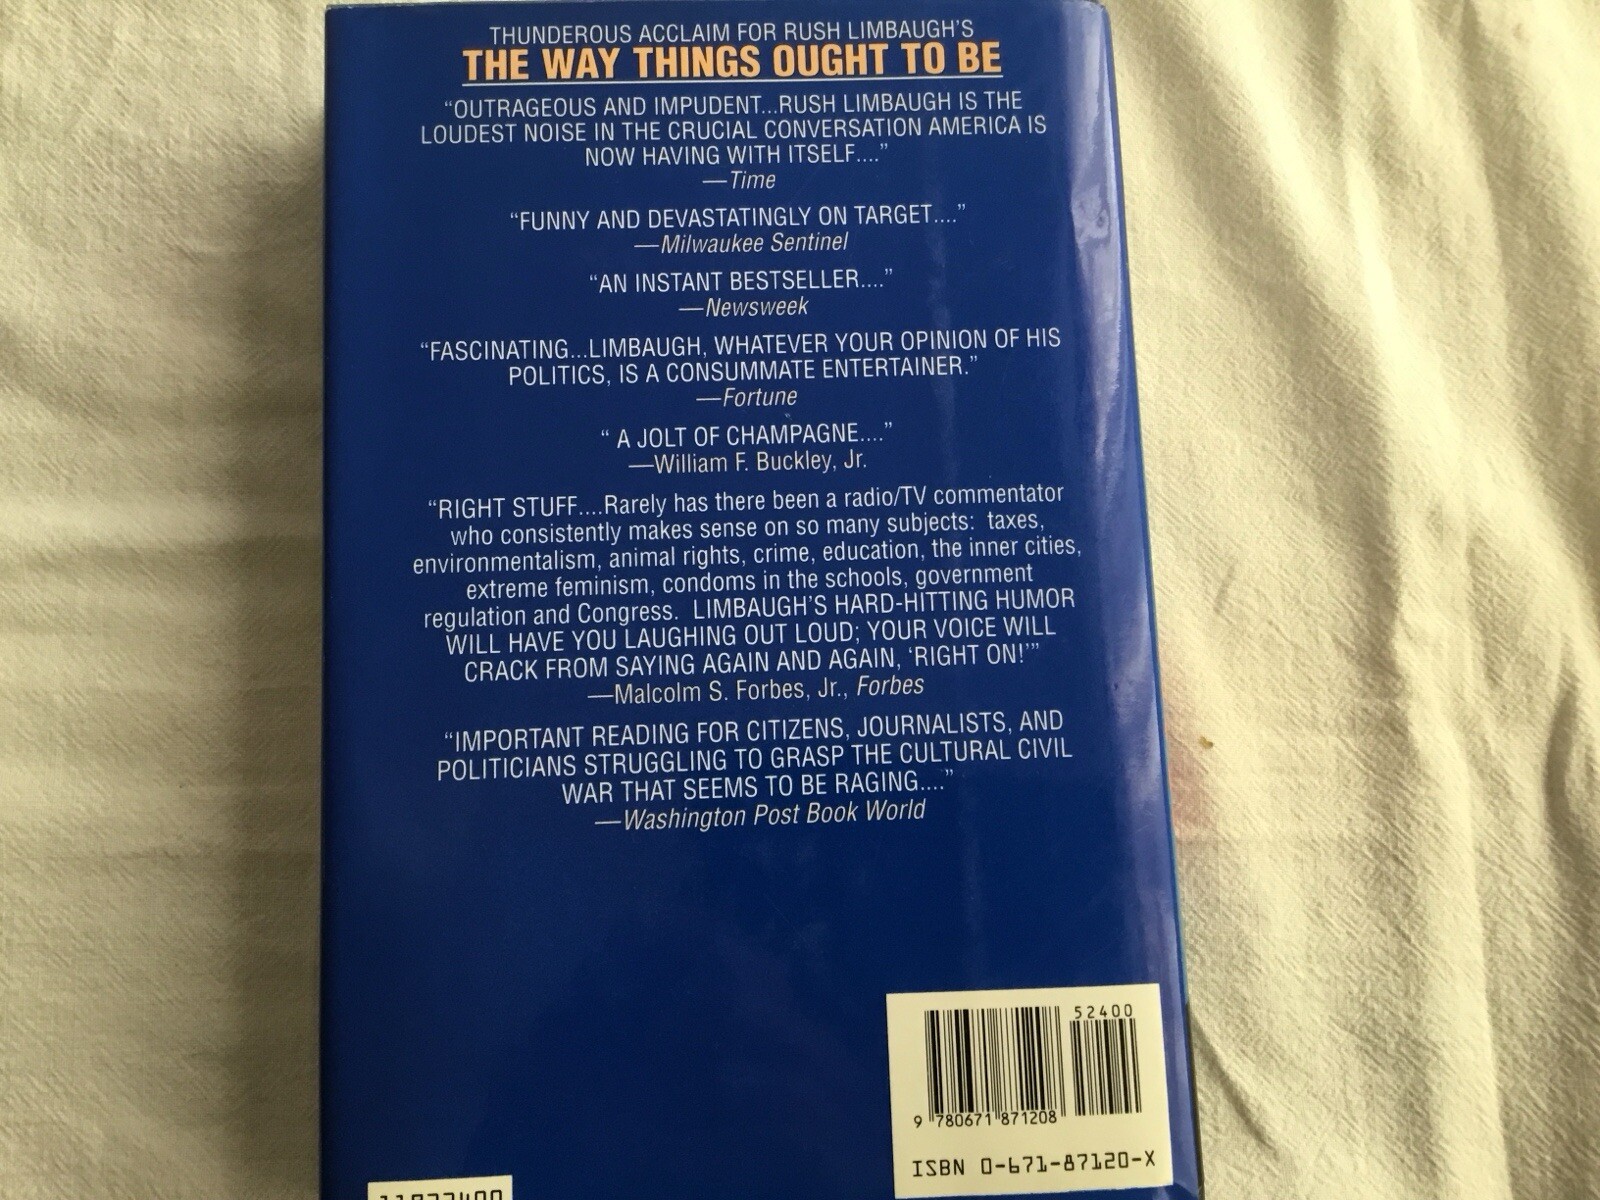 THUNDEROUS ACCLAIM FOR RUSH LIMBAUGH'S
THE WAY THINGS OUGHT TO BE
“OUTRAGEOUS AND IMPUDENT...RUSH LIMBAUGH IS THE
LOUDEST NOISE IN THE CRUCIAL CONVERSATION AMERICA IS
NOW HAVING WITSELF....”
—Time
“FUNNY AND DEVASTATINGLY ON TARGET....”
—Milwaukee Sentinel
“AN INSTANT BESTSELLER....”
—Newsweek
“FASCINATING...LIMBAUGH, WHATEVER YOUR OPINION OF HIS
POLITICS, IS A CONSUMMATE ENTERTAINER.”
—Fortune
“ A JOLT OF CHAMPAGNE....”
—William F. Buckley, Jr.
“RIGHT STUFF....Rarely has there been a radio/TV commentator
who consistently makes sense on so many subjects: taxes,
environmentalism, animal rights, crime, education, the inner cities,
extreme feminism, condoms in the schools, government
regulation and Congress. LIMBAUGH'S HARD-HITTING HUMOR
WILL HAVE YOU LAUGHING OUT LOUD; YOUR VOICE WILL
CRACK FROM SAYING AGAIN AND AGAIN, ‘RIGHT ON!’”
—Malcolm S. Forbes, Jr., Forbes
“IMPORTANT READING FOR CITIZENS, JOURNALISTS, AND
POLITICIANS STRUGGLING TO GRASP THE CULTURAL CIVIL
WAR THAT SEEMS TO BE RAGING....”
—Washington Post Book World
52400
9 780671 871208
ISBN 0-671-87120-X